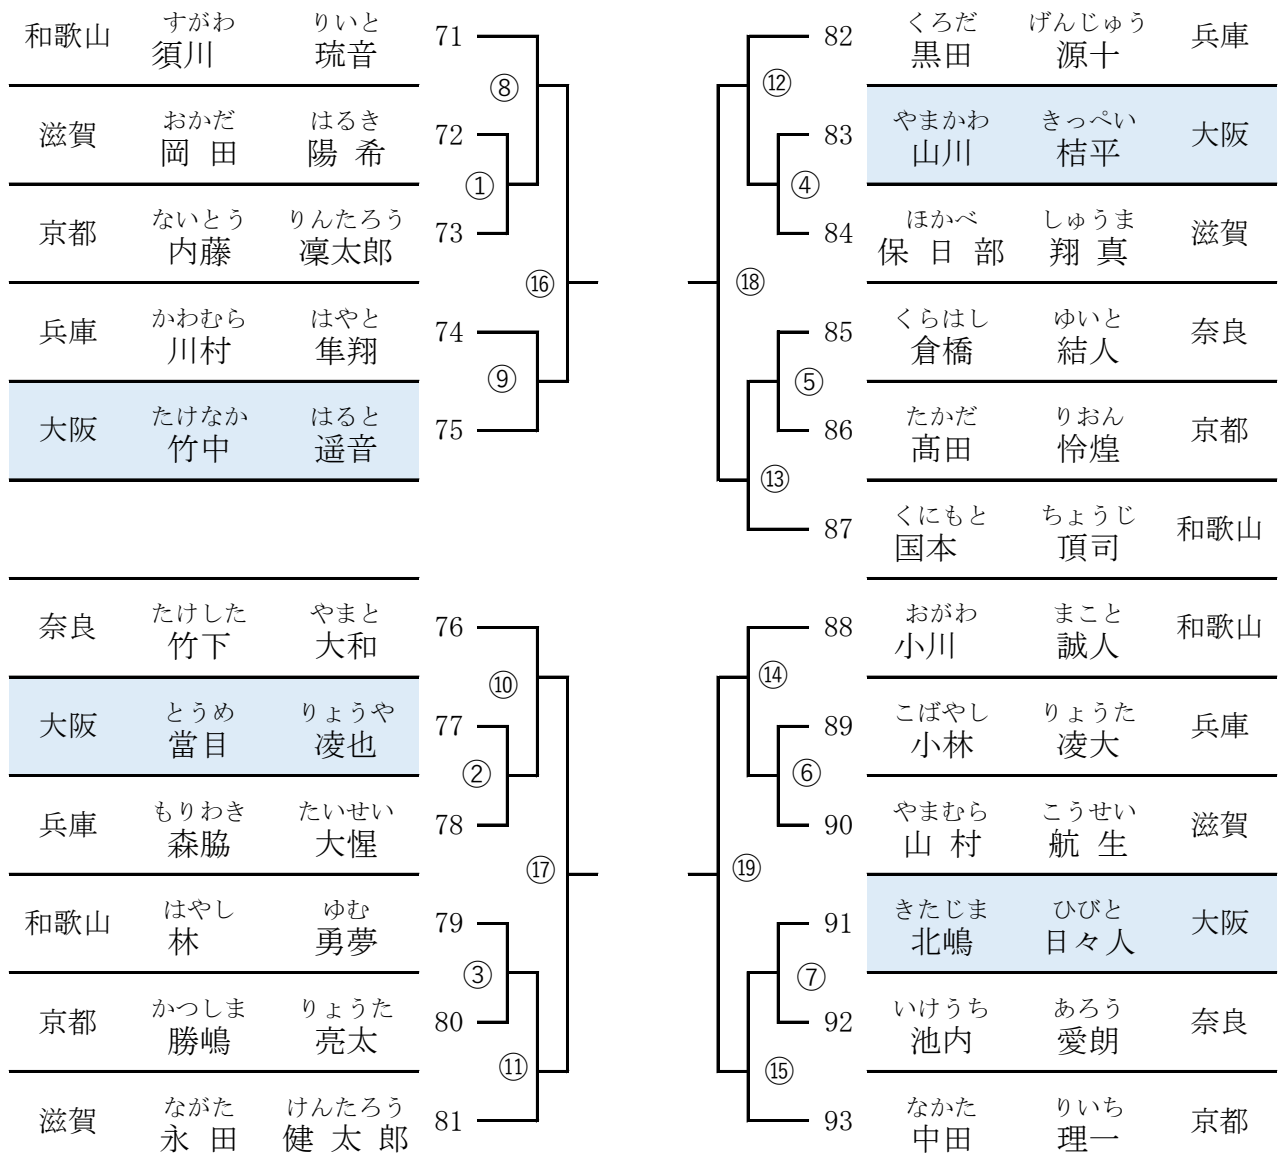 すがわ りいと
和歌山 須川 琉音 71
⑧
おかだ はるき
滋賀 岡 田 陽 希 72
①
ないとう りんたろう
京都 内藤 凜太郎 73
⑯
かわむら はやと
兵庫 川村 隼翔 74
⑨
たけなか はると
大阪 竹中 遥音 75
たけした やまと
奈良 竹下 大和 76
⑩
とうめ りょうや
大阪 當目 凌也 77
②
もりわき たいせい
兵庫 森脇 大惺 78
⑰
はやし ゆむ
和歌山 林 勇夢 79
③
かつしま りょうた
京都 勝嶋 亮太 80
⑪
ながた けんたろう
滋賀 永 田 健 太 郎 81
くろだ げんじゅう
82 黒田 源十 兵庫
⑫
やまかわ きっぺい
83 山川 桔平 大阪
④
ほかべ しゅうま
84 保 日 部 翔 真 滋賀
⑱
くらはし ゆいと
85 倉橋 結人 奈良
⑤
たかだ りおん
86 髙田 怜煌 京都
⑬
くにもと ちょうじ
87 国本 頂司 和歌山
おがわ まこと
88 小川 誠人 和歌山
⑭
こばやし りょうた
89 小林 凌大 兵庫
⑥
やまむら こうせい
90 山 村 航 生 滋賀
⑲
きたじま ひびと
91 北嶋 日々人 大阪
⑦
いけうち あろう
92 池内 愛朗 奈良
⑮
なかた りいち
93 中田 理一 京都